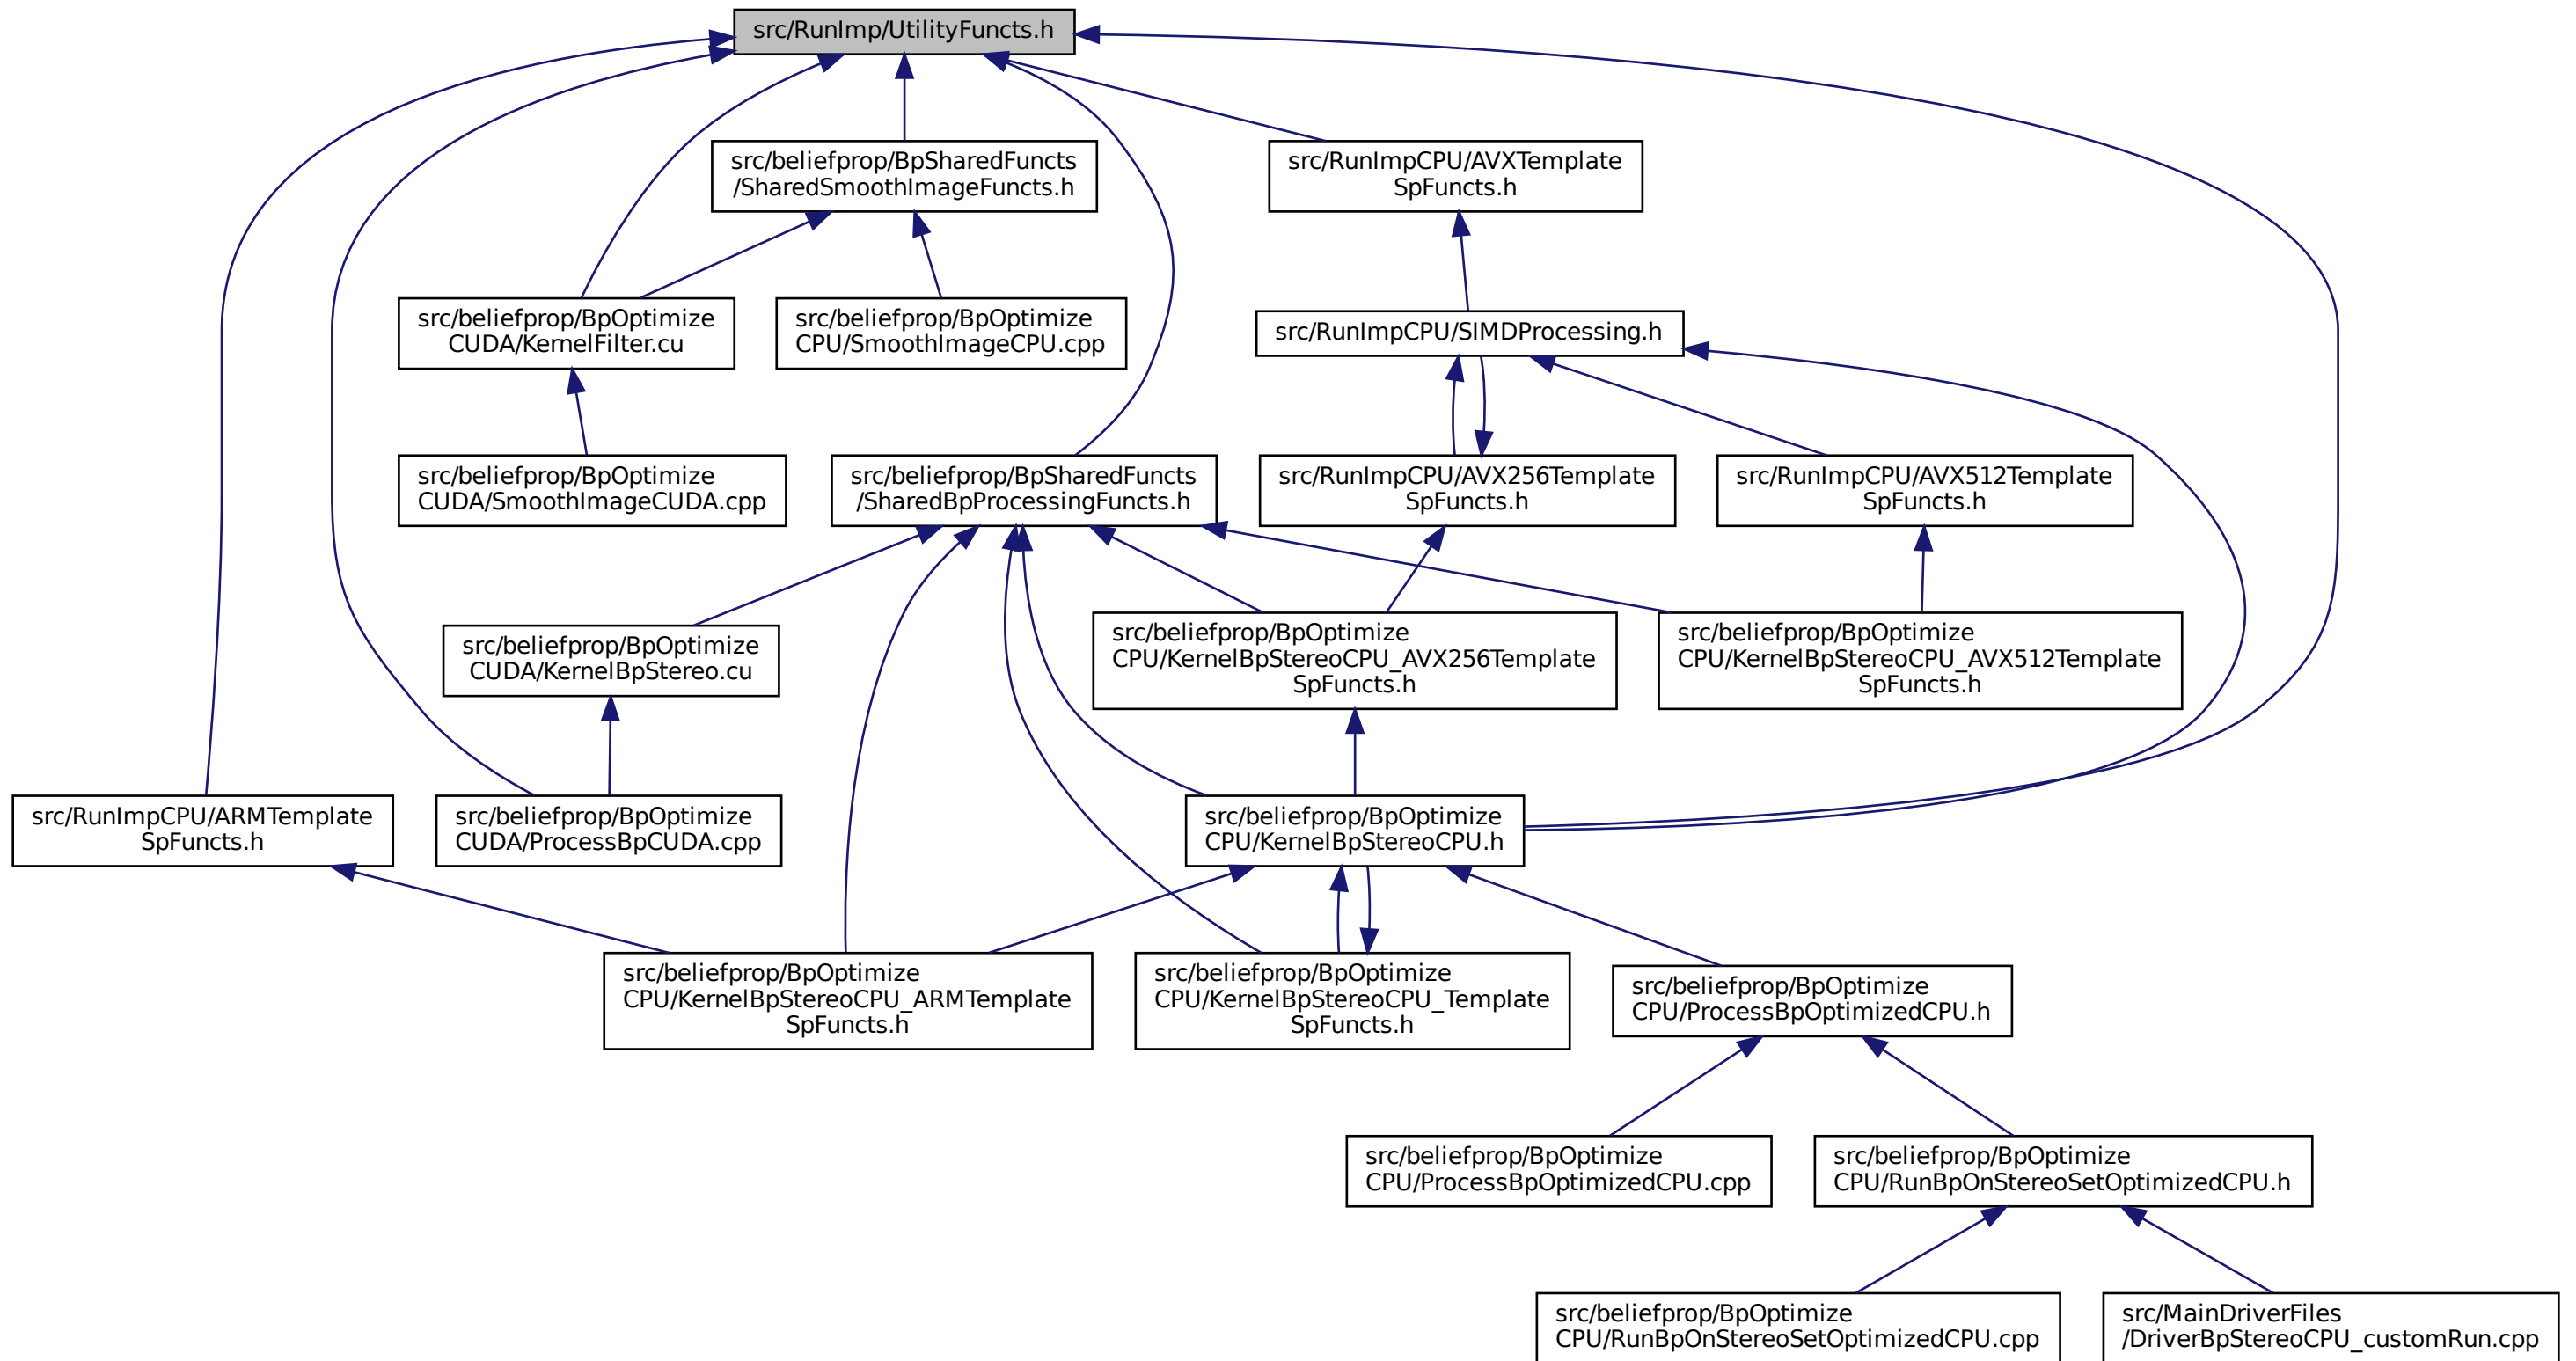 src/RunImp/UtilityFuncts.h
src/beliefprop/BpSharedFuncts
/SharedSmoothImageFuncts.h
src/RunImpCPU/AVXTemplate
SpFuncts.h
src/beliefprop/BpOptimize
CUDA/KernelFilter.cu
src/beliefprop/BpOptimize
CPU/SmoothImageCPU.cpp
src/RunImpCPU/SIMDProcessing.h
src/beliefprop/BpOptimize
CUDA/SmoothImageCUDA.cpp
src/beliefprop/BpSharedFuncts
/SharedBpProcessingFuncts.h
src/RunImpCPU/AVX256Template
SpFuncts.h
src/RunImpCPU/AVX512Template
SpFuncts.h
src/beliefprop/BpOptimize
CUDA/KernelBpStereo.cu
src/beliefprop/BpOptimize
CPU/KernelBpStereoCPU_AVX256Template
SpFuncts.h
src/beliefprop/BpOptimize
CPU/KernelBpStereoCPU_AVX512Template
SpFuncts.h
src/RunImpCPU/ARMTemplate
SpFuncts.h
src/beliefprop/BpOptimize
CUDA/ProcessBpCUDA.cpp
src/beliefprop/BpOptimize
CPU/KernelBpStereoCPU.h
src/beliefprop/BpOptimize
CPU/KernelBpStereoCPU_ARMTemplate
SpFuncts.h
src/beliefprop/BpOptimize
CPU/KernelBpStereoCPU_Template
SpFuncts.h
src/beliefprop/BpOptimize
CPU/ProcessBpOptimizedCPU.h
src/beliefprop/BpOptimize
CPU/ProcessBpOptimizedCPU.cpp
src/beliefprop/BpOptimize
CPU/RunBpOnStereoSetOptimizedCPU.h
src/beliefprop/BpOptimize
CPU/RunBpOnStereoSetOptimizedCPU.cpp
src/MainDriverFiles
/DriverBpStereoCPU_customRun.cpp